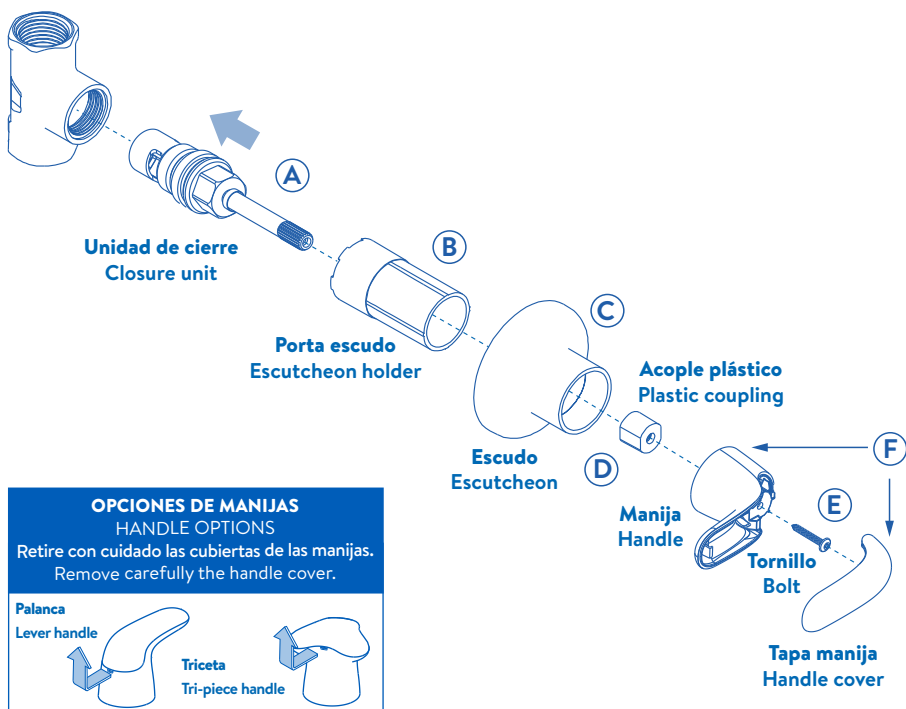 A
Unidad de cierre
Closure unit
B
Porta escudo
Escutcheon holder
C
Escudo
Escutcheon
Acople plástico
Plastic coupling
D
F
Manija
Handle
E
Tornillo
Bolt
Tapa manija
Handle cover
OPCIONES DE MANIJAS
HANDLE OPTIONS
Retire con cuidado las cubiertas de las manijas.
Remove carefully the handle cover.
Palanca
Lever handle
Triceta
Tri-piece handle